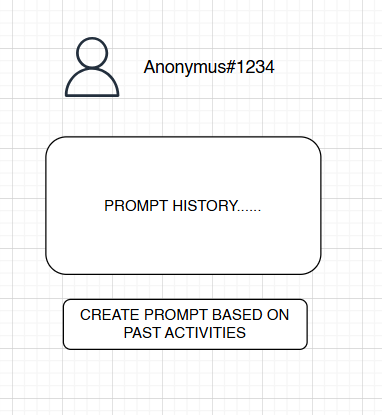 Anonymus#1234
PROMPT HISTORY......
CREATE PROMPT BASED ON
PAST ACTIVITIES